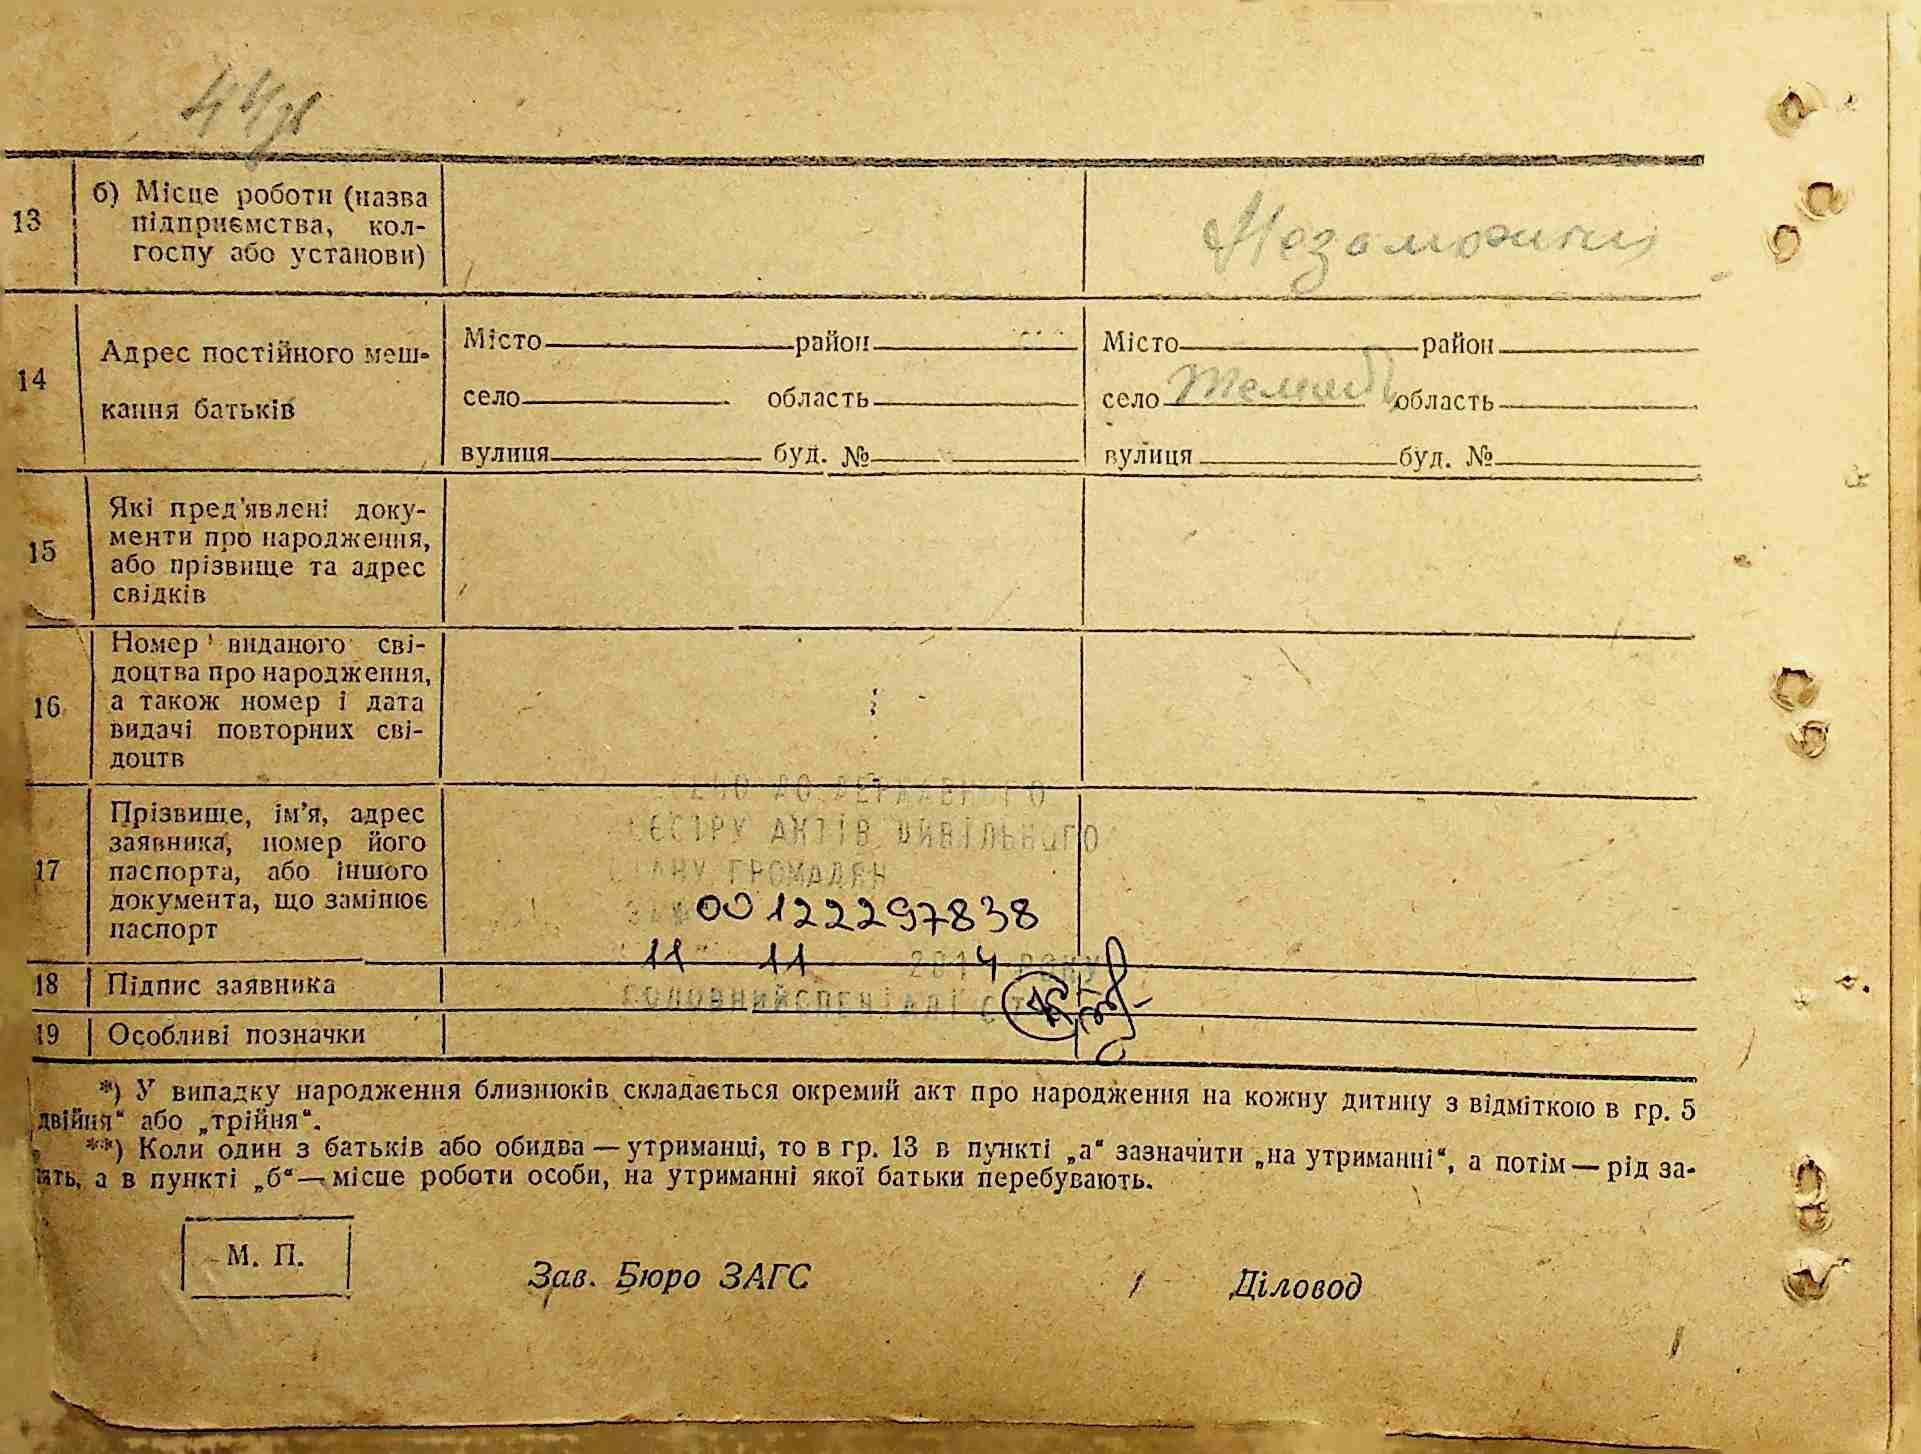 13 б) Місце роботи (назва
підприємства, кол-
госпу або установи)
Незаможник
14 Адрес постійного меш-
кання батьків
Місто район
село область
вулиця буд. №
Місто район
село область
вулиця буд. №
15 Які пред'явлені доку-
менти про народження,
або прізвище та адрес
свідків
16 Номер виданого сві-
доцтва про народження,
а також номер і дата
видачі повторних сві-
доцтв
17 Прізвище, ім'я, адрес
заявника, номер його
паспорта, або іншого
документа, що замінює
паспорт
ДО ДЕРЖАВНОГО
РЕЄСТРУ АКТІВ ЦИВІЛЬНОГО
СТАНУ ГРОМАДЯН
00122297838
11 11 2014 РОКУ
ГОЛОВНИЙ СПЕЦІАЛІСТ
18 Підпис заявника
19 Особливі позначки
*) У випадку народження близнюків складається окремий акт про народження на кожну дитину з відміткою в гр. 5
„двійня“ або „трійня“.
**) Коли один з батьків або обидва — утриманці, то в гр. 13 в пункті „а“ зазначити „на утриманні“, а потім — рід за-
нять, а в пункті „б“ — місце роботи особи, на утриманні якої батьки перебувають.
М. П.
Зав. Бюро ЗАГС Діловод